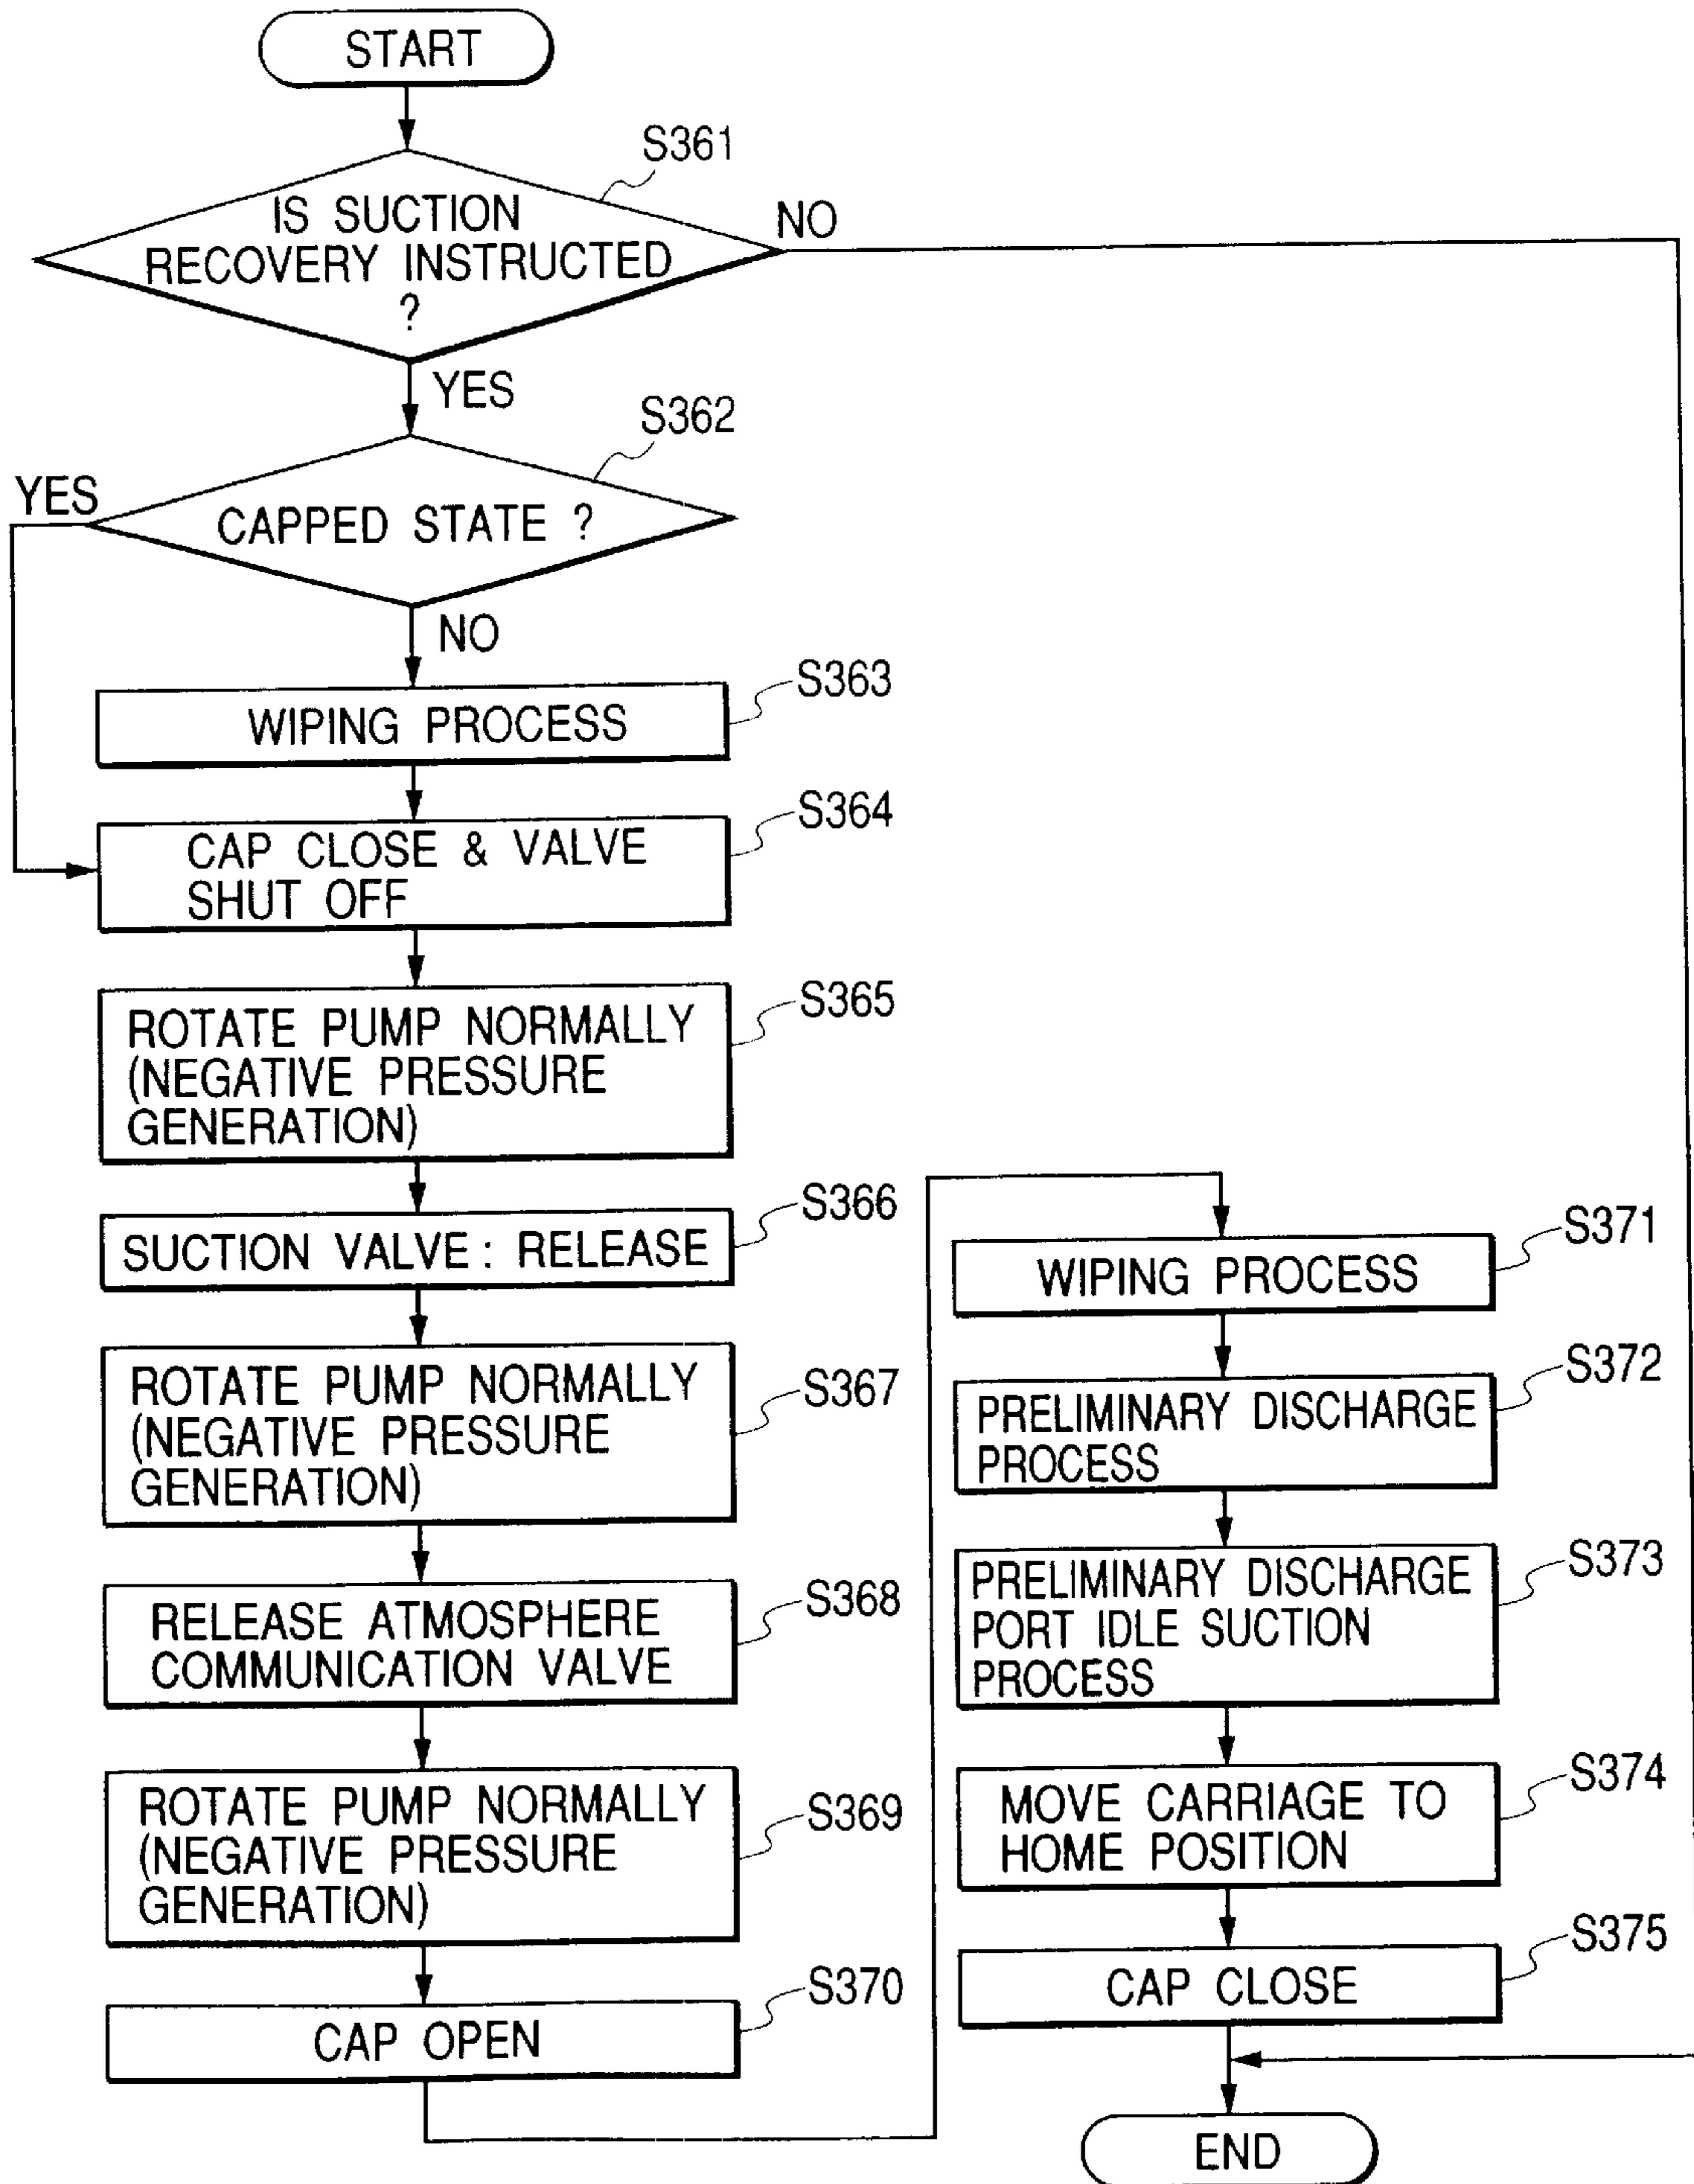 START
S361
IS SUCTION
RECOVERY INSTRUCTED
?
NO
YES
S362
YES
CAPPED STATE ?
NO
S363
WIPING PROCESS
S364
CAP CLOSE & VALVE
SHUT OFF
S365
ROTATE PUMP NORMALLY
(NEGATIVE PRESSURE
GENERATION)
S366
SUCTION VALVE : RELEASE
S367
ROTATE PUMP NORMALLY
(NEGATIVE PRESSURE
GENERATION)
S368
RELEASE ATMOSPHERE
COMMUNICATION VALVE
S369
ROTATE PUMP NORMALLY
(NEGATIVE PRESSURE
GENERATION)
S370
CAP OPEN
S371
WIPING PROCESS
S372
PRELIMINARY DISCHARGE
PROCESS
S373
PRELIMINARY DISCHARGE
PORT IDLE SUCTION
PROCESS
S374
MOVE CARRIAGE TO
HOME POSITION
S375
CAP CLOSE
END